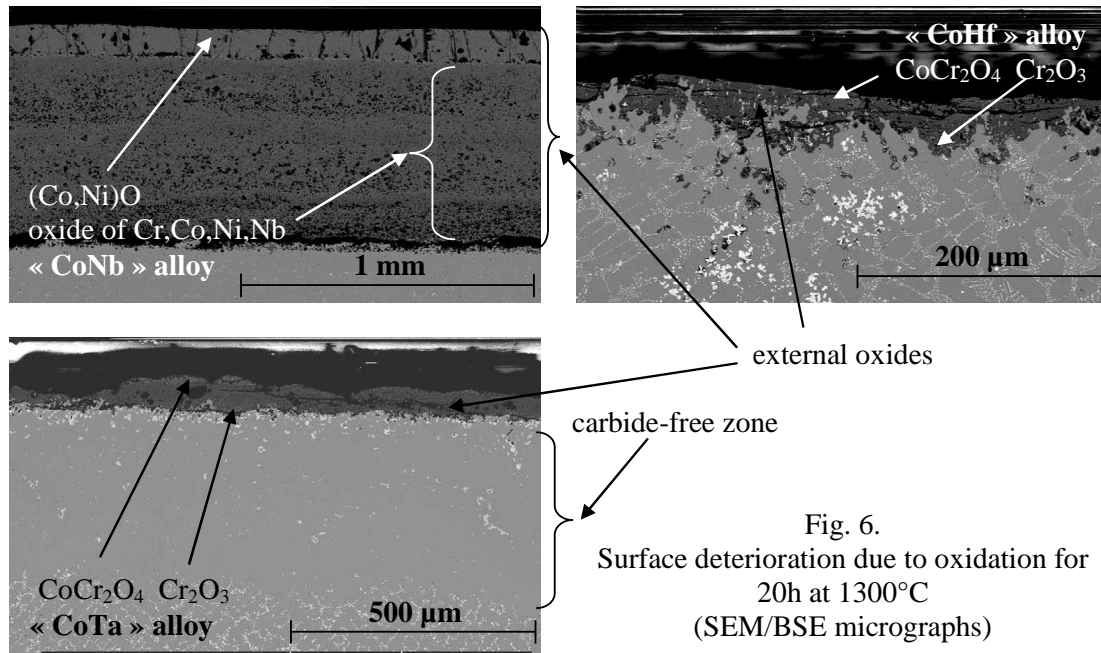 (Co,Ni)O
oxide of Cr,Co,Ni,Nb
« CoNb » alloy
1 mm
« CoHf » alloy
CoCr₂O₄ Cr₂O₃
200 µm
external oxides
carbide-free zone
CoCr₂O₄ Cr₂O₃
« CoTa » alloy
500 µm
Fig. 6.
Surface deterioration due to oxidation for
20h at 1300°C
(SEM/BSE micrographs)